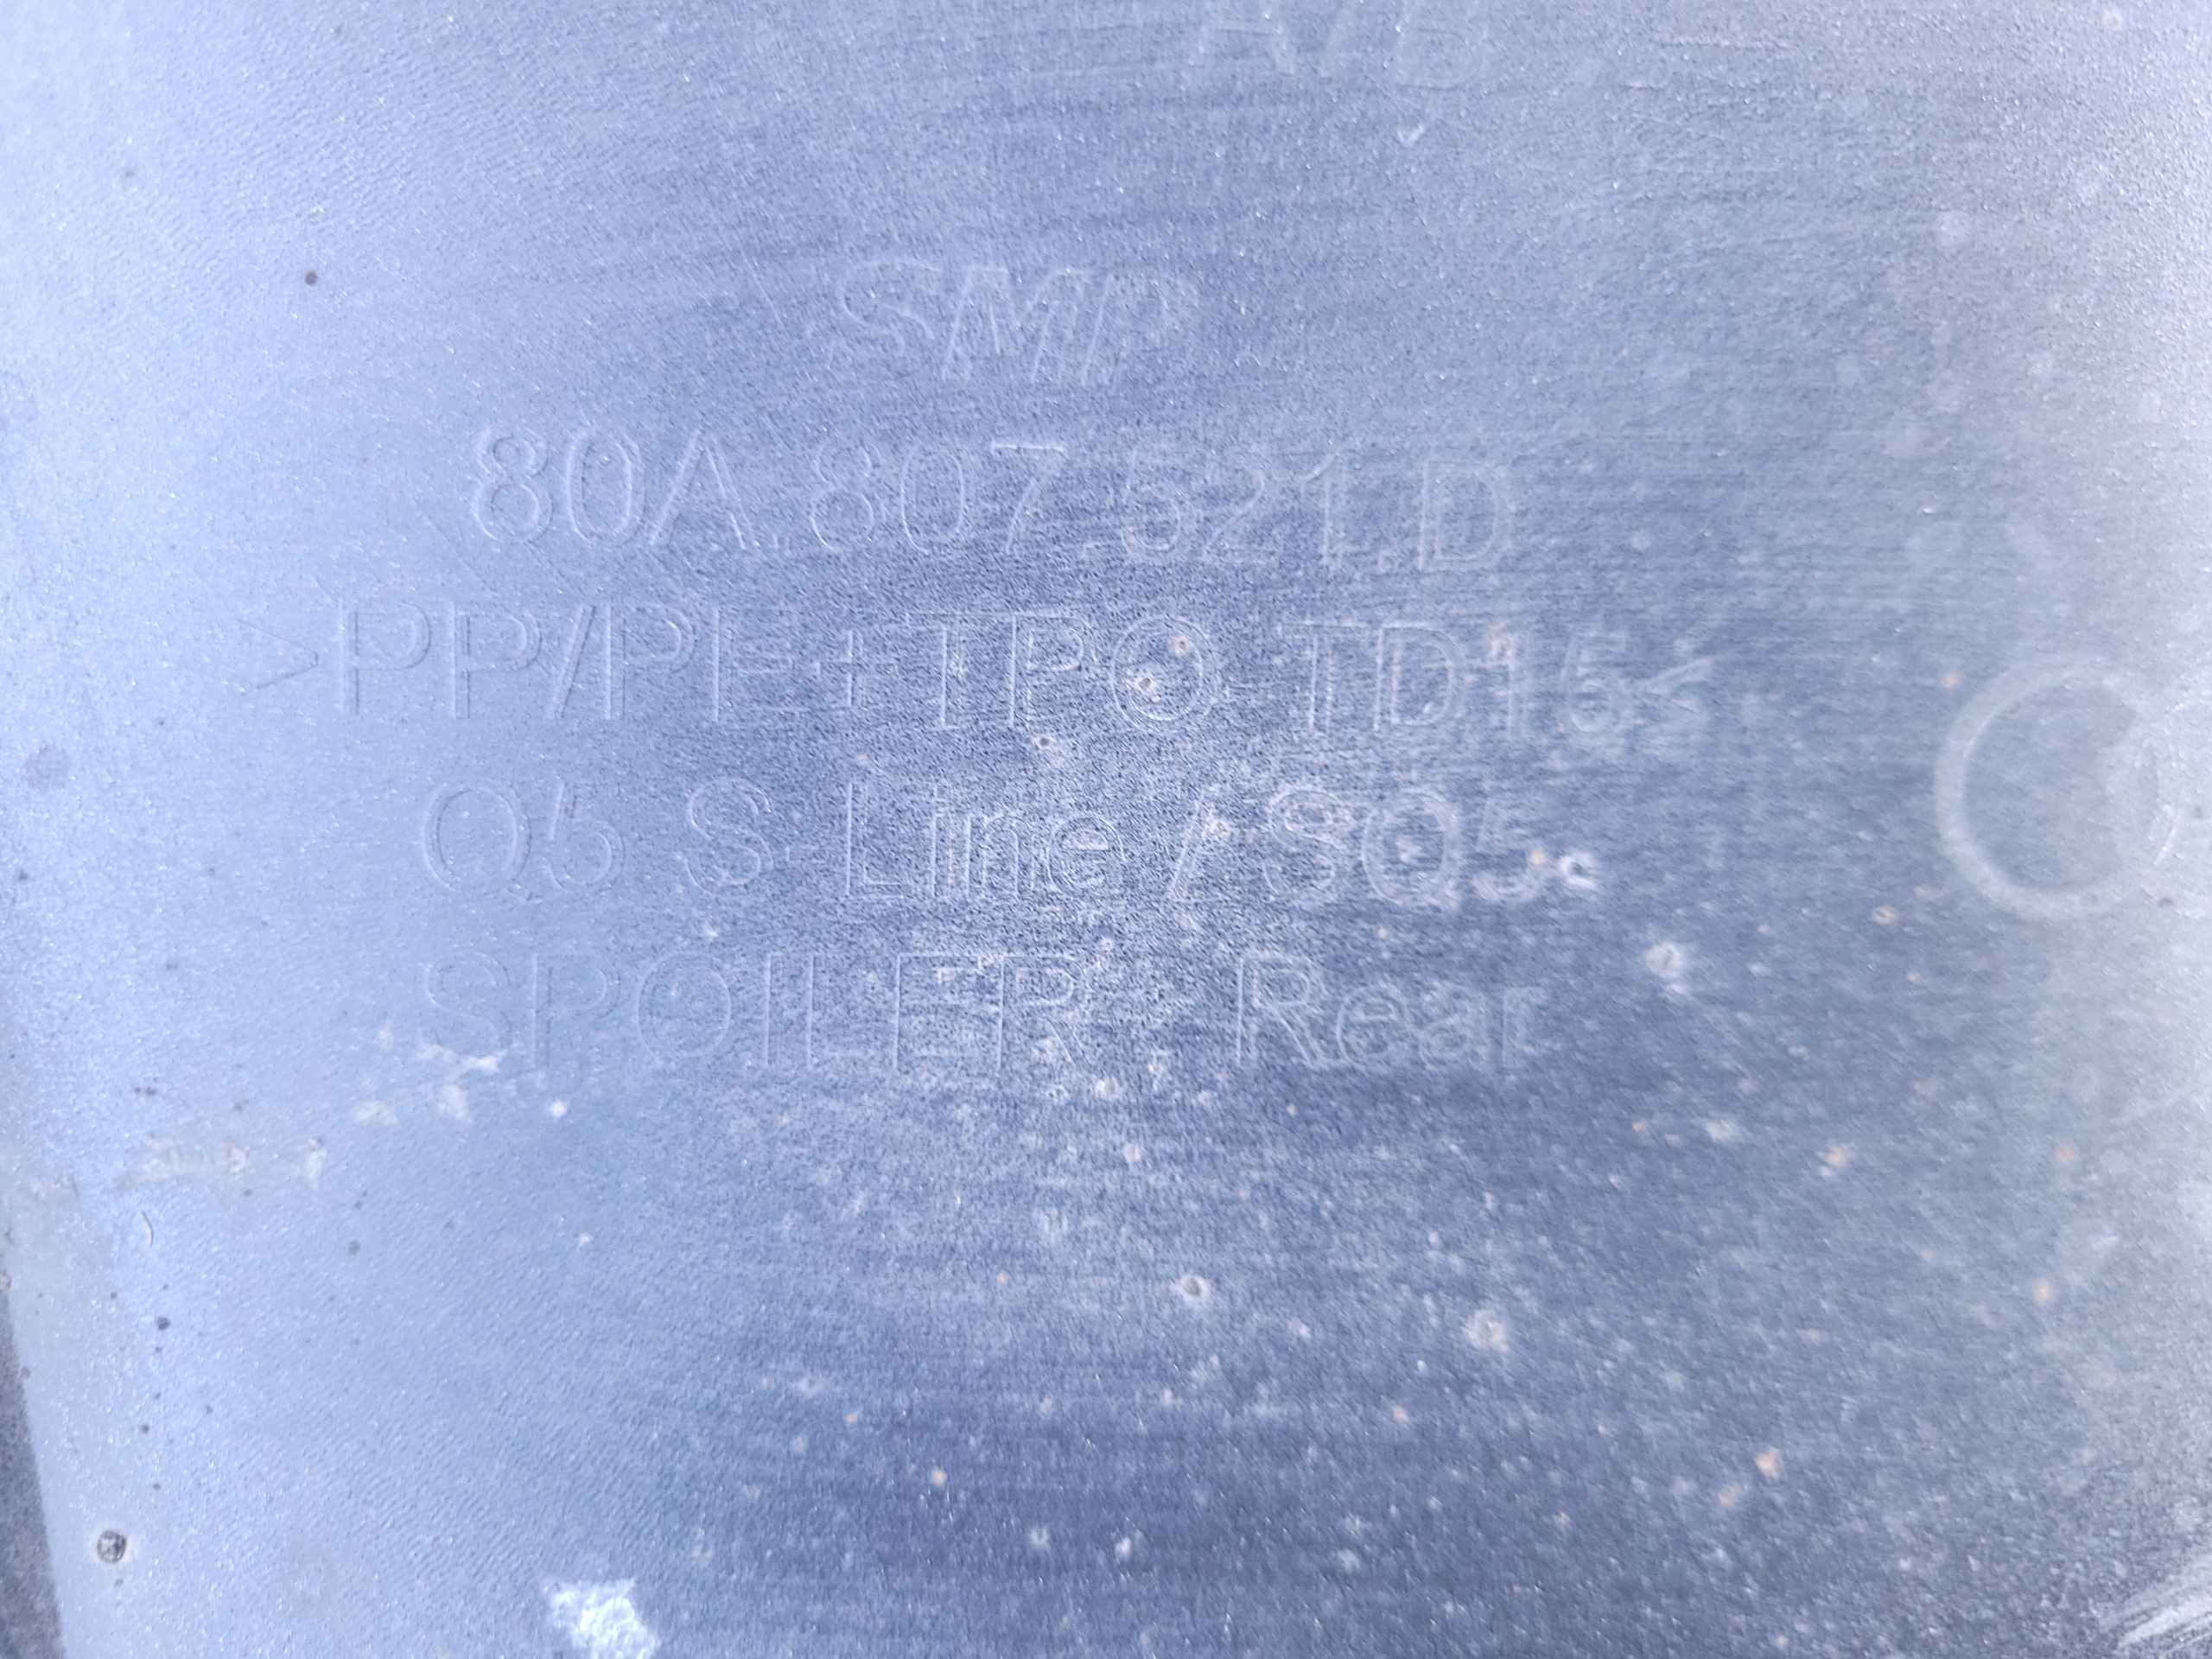 A/B
SMP
80A.807.521.D
>PP/PE+TPO-TD15<
Q5 S-Line / SQ5
SPOILER, Rear